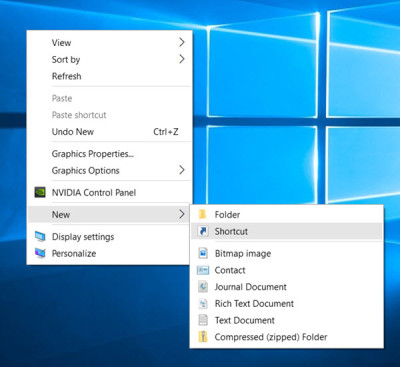 View
Sort by
Refresh
Paste
Paste shortcut
Undo New Ctrl+Z
Graphics Properties...
Graphics Options
NVIDIA Control Panel
New
Display settings
Personalize
Folder
Shortcut
Bitmap image
Contact
Journal Document
Rich Text Document
Text Document
Compressed (zipped) Folder